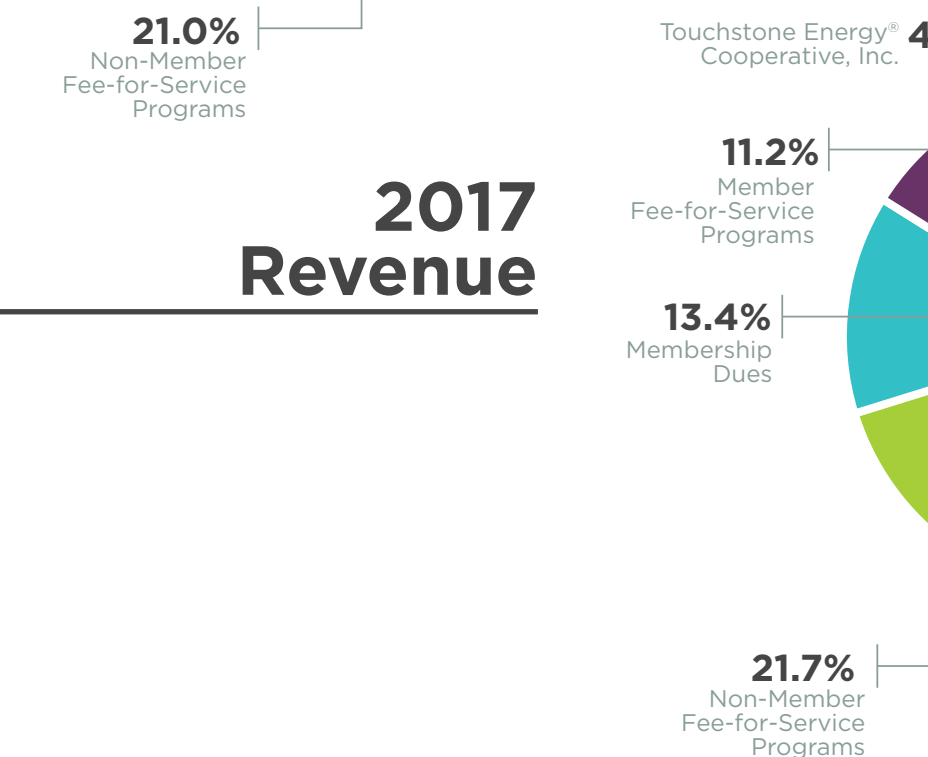 21.0%
Non-Member
Fee-for-Service
Programs
2017
Revenue
Touchstone Energy®
Cooperative, Inc.
4
11.2%
Member
Fee-for-Service
Programs
13.4%
Membership
Dues
21.7%
Non-Member
Fee-for-Service
Programs